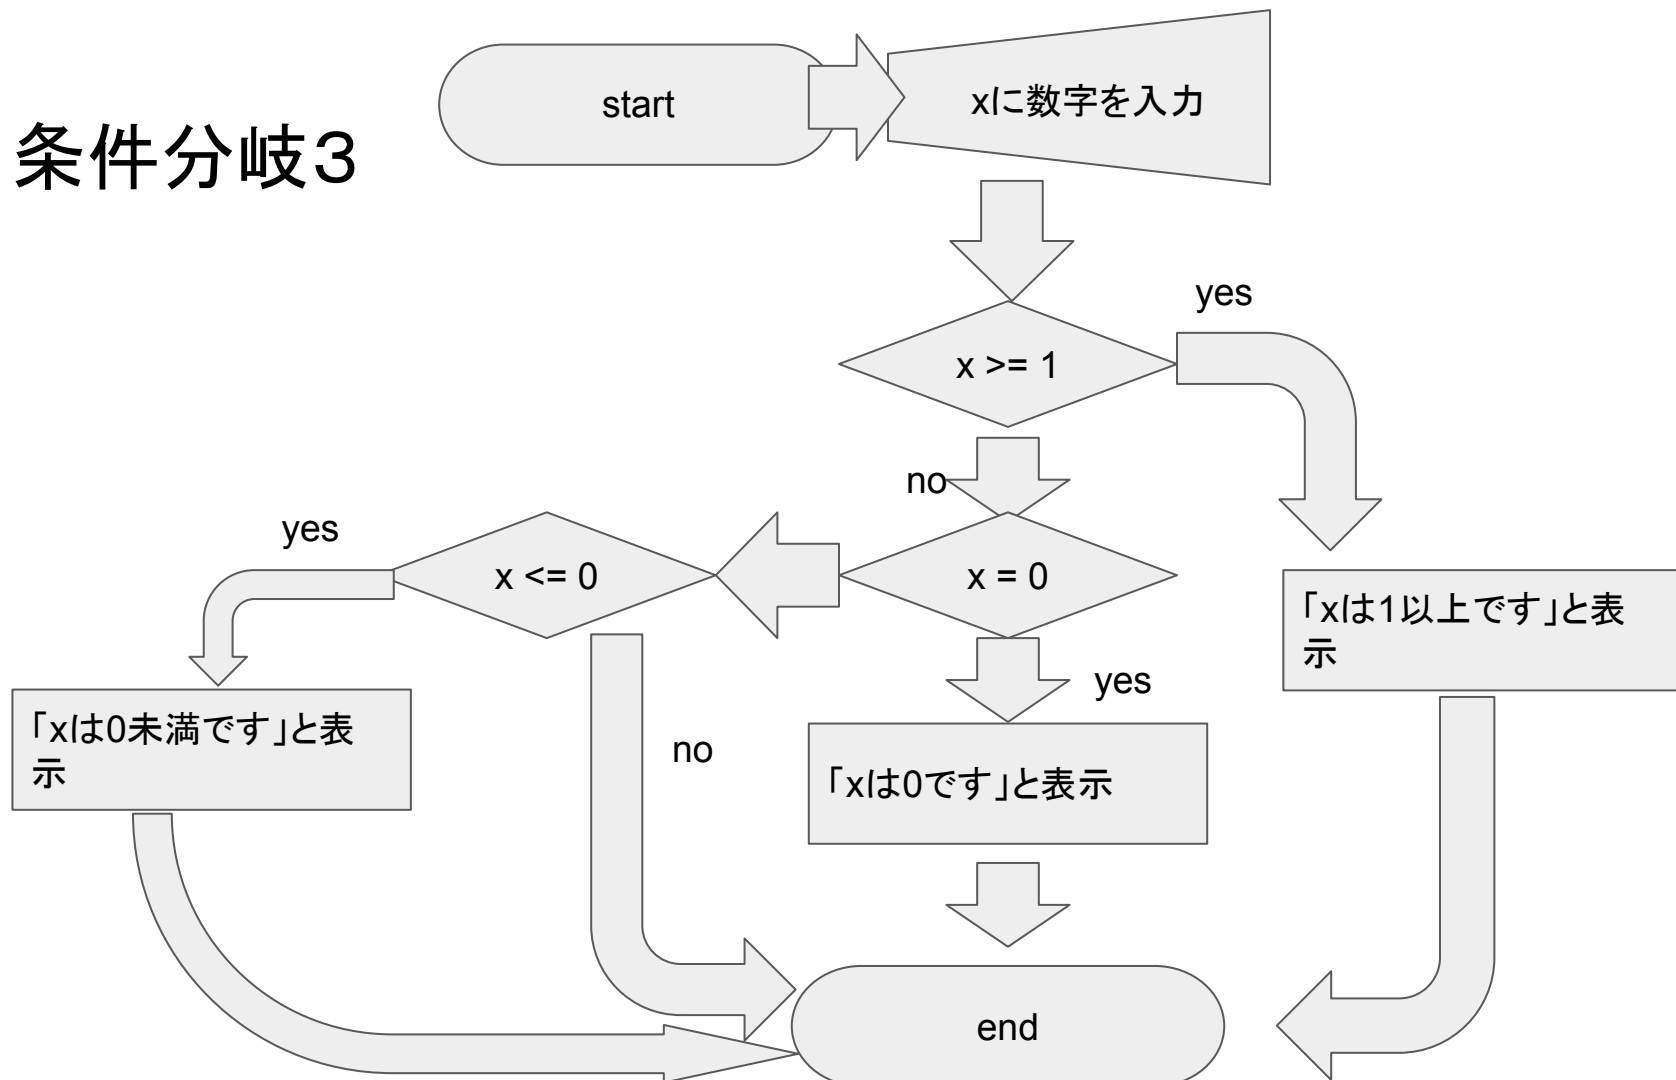 start
xに数字を入力
条件分岐３
yes
x >= 1
no
yes
x <= 0
x = 0
「xは1以上です」と表
示
yes
「xは0未満です」と表
示
no
「xは0です」と表示
end